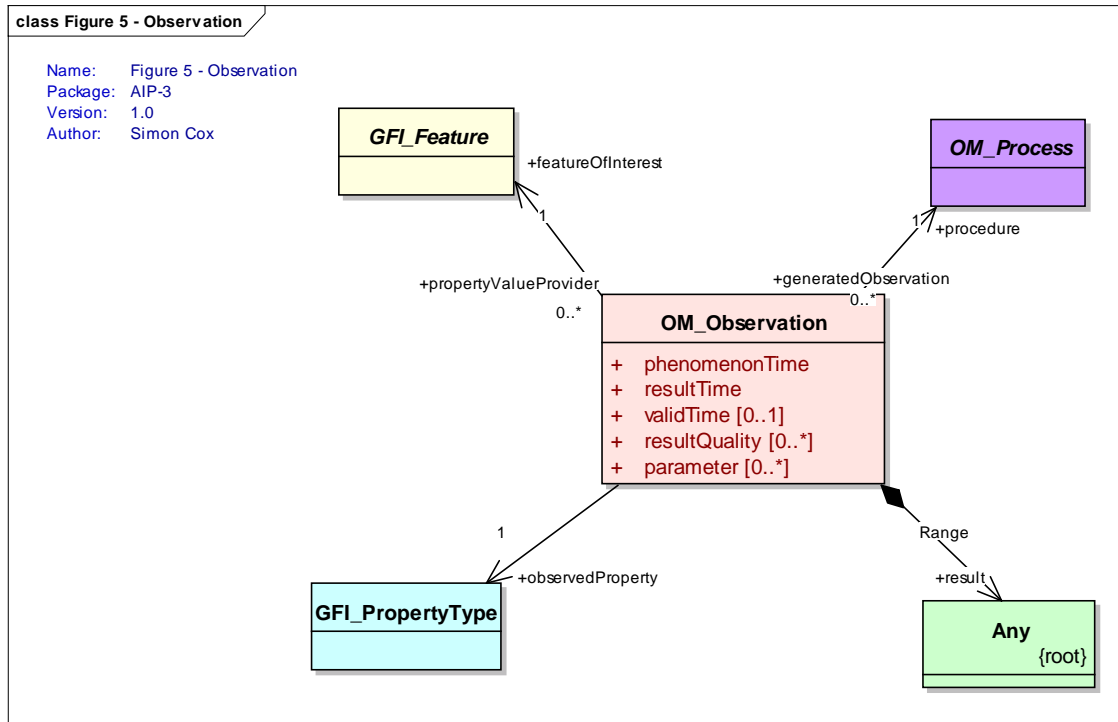 class Figure 5 - Observation
Name: Figure 5 - Observation
Package: AIP-3
Version: 1.0
Author: Simon Cox
GFI_Feature
OM_Process
+featureOfInterest
1
1
+procedure
+propertyValueProvider
0..*
+generatedObservation
0..*
OM_Observation
+ phenomenonTime
+ resultTime
+ validTime [0..1]
+ resultQuality [0..*]
+ parameter [0..*]
1
+observedProperty
Range
+result
GFI_PropertyType
Any
{root}